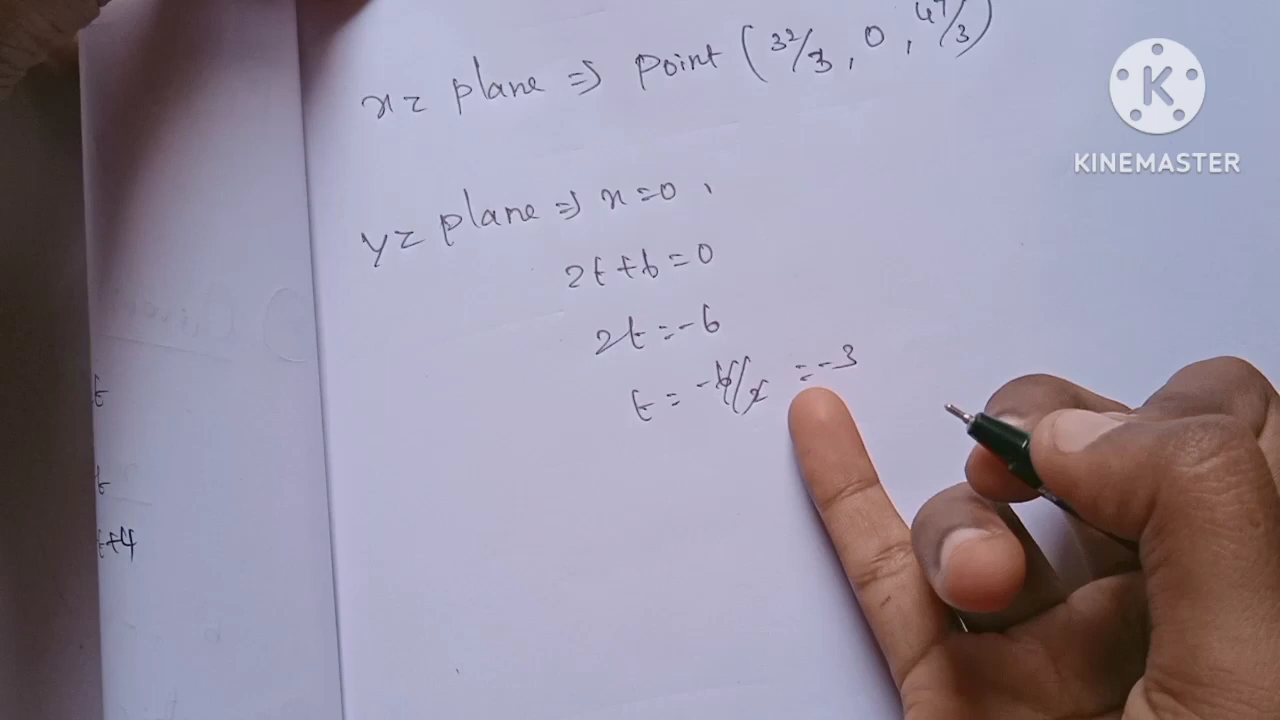 xz plane ⇒ point (32/3, 0, 47/3)
yz plane ⇒ x=0,
2t+6=0
2t=-6
t=-6/2 =-3
t
t
t+4
K
KINEMASTER